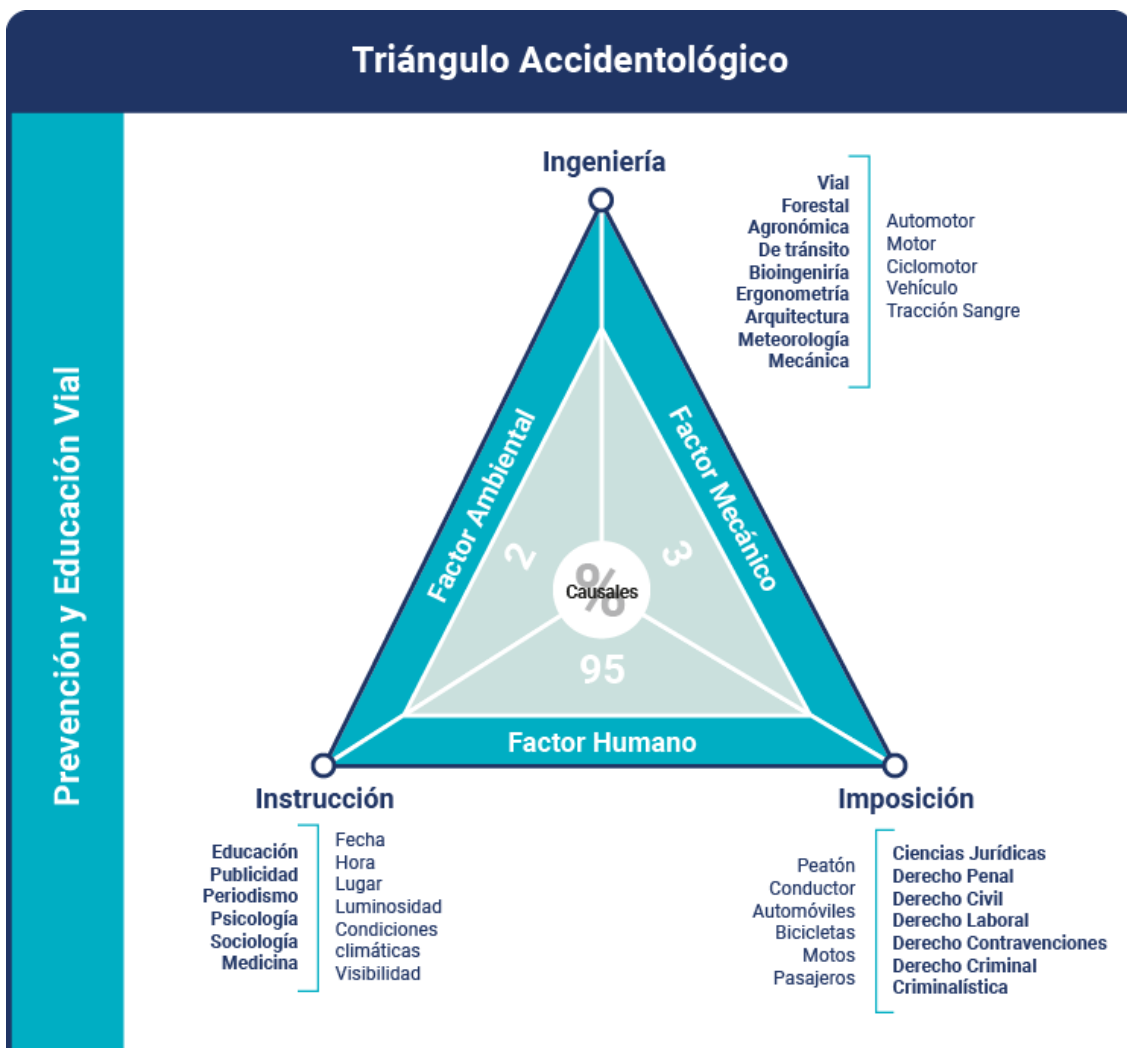 Triángulo Accidentológico
Prevención y Educación Vial
Ingeniería
Vial
Forestal
Agronómica
De tránsito
Bioingeniría
Ergonometría
Arquitectura
Meteorología
Mecánica
Automotor
Motor
Ciclomotor
Vehículo
Tracción Sangre
Factor Ambiental
Factor Mecánico
2
3
%
Causales
95
Factor Humano
Instrucción
Educación
Publicidad
Periodismo
Psicología
Sociología
Medicina
Fecha
Hora
Lugar
Luminosidad
Condiciones
climáticas
Visibilidad
Imposición
Peatón
Conductor
Automóviles
Bicicletas
Motos
Pasajeros
Ciencias Jurídicas
Derecho Penal
Derecho Civil
Derecho Laboral
Derecho Contravenciones
Derecho Criminal
Criminalística